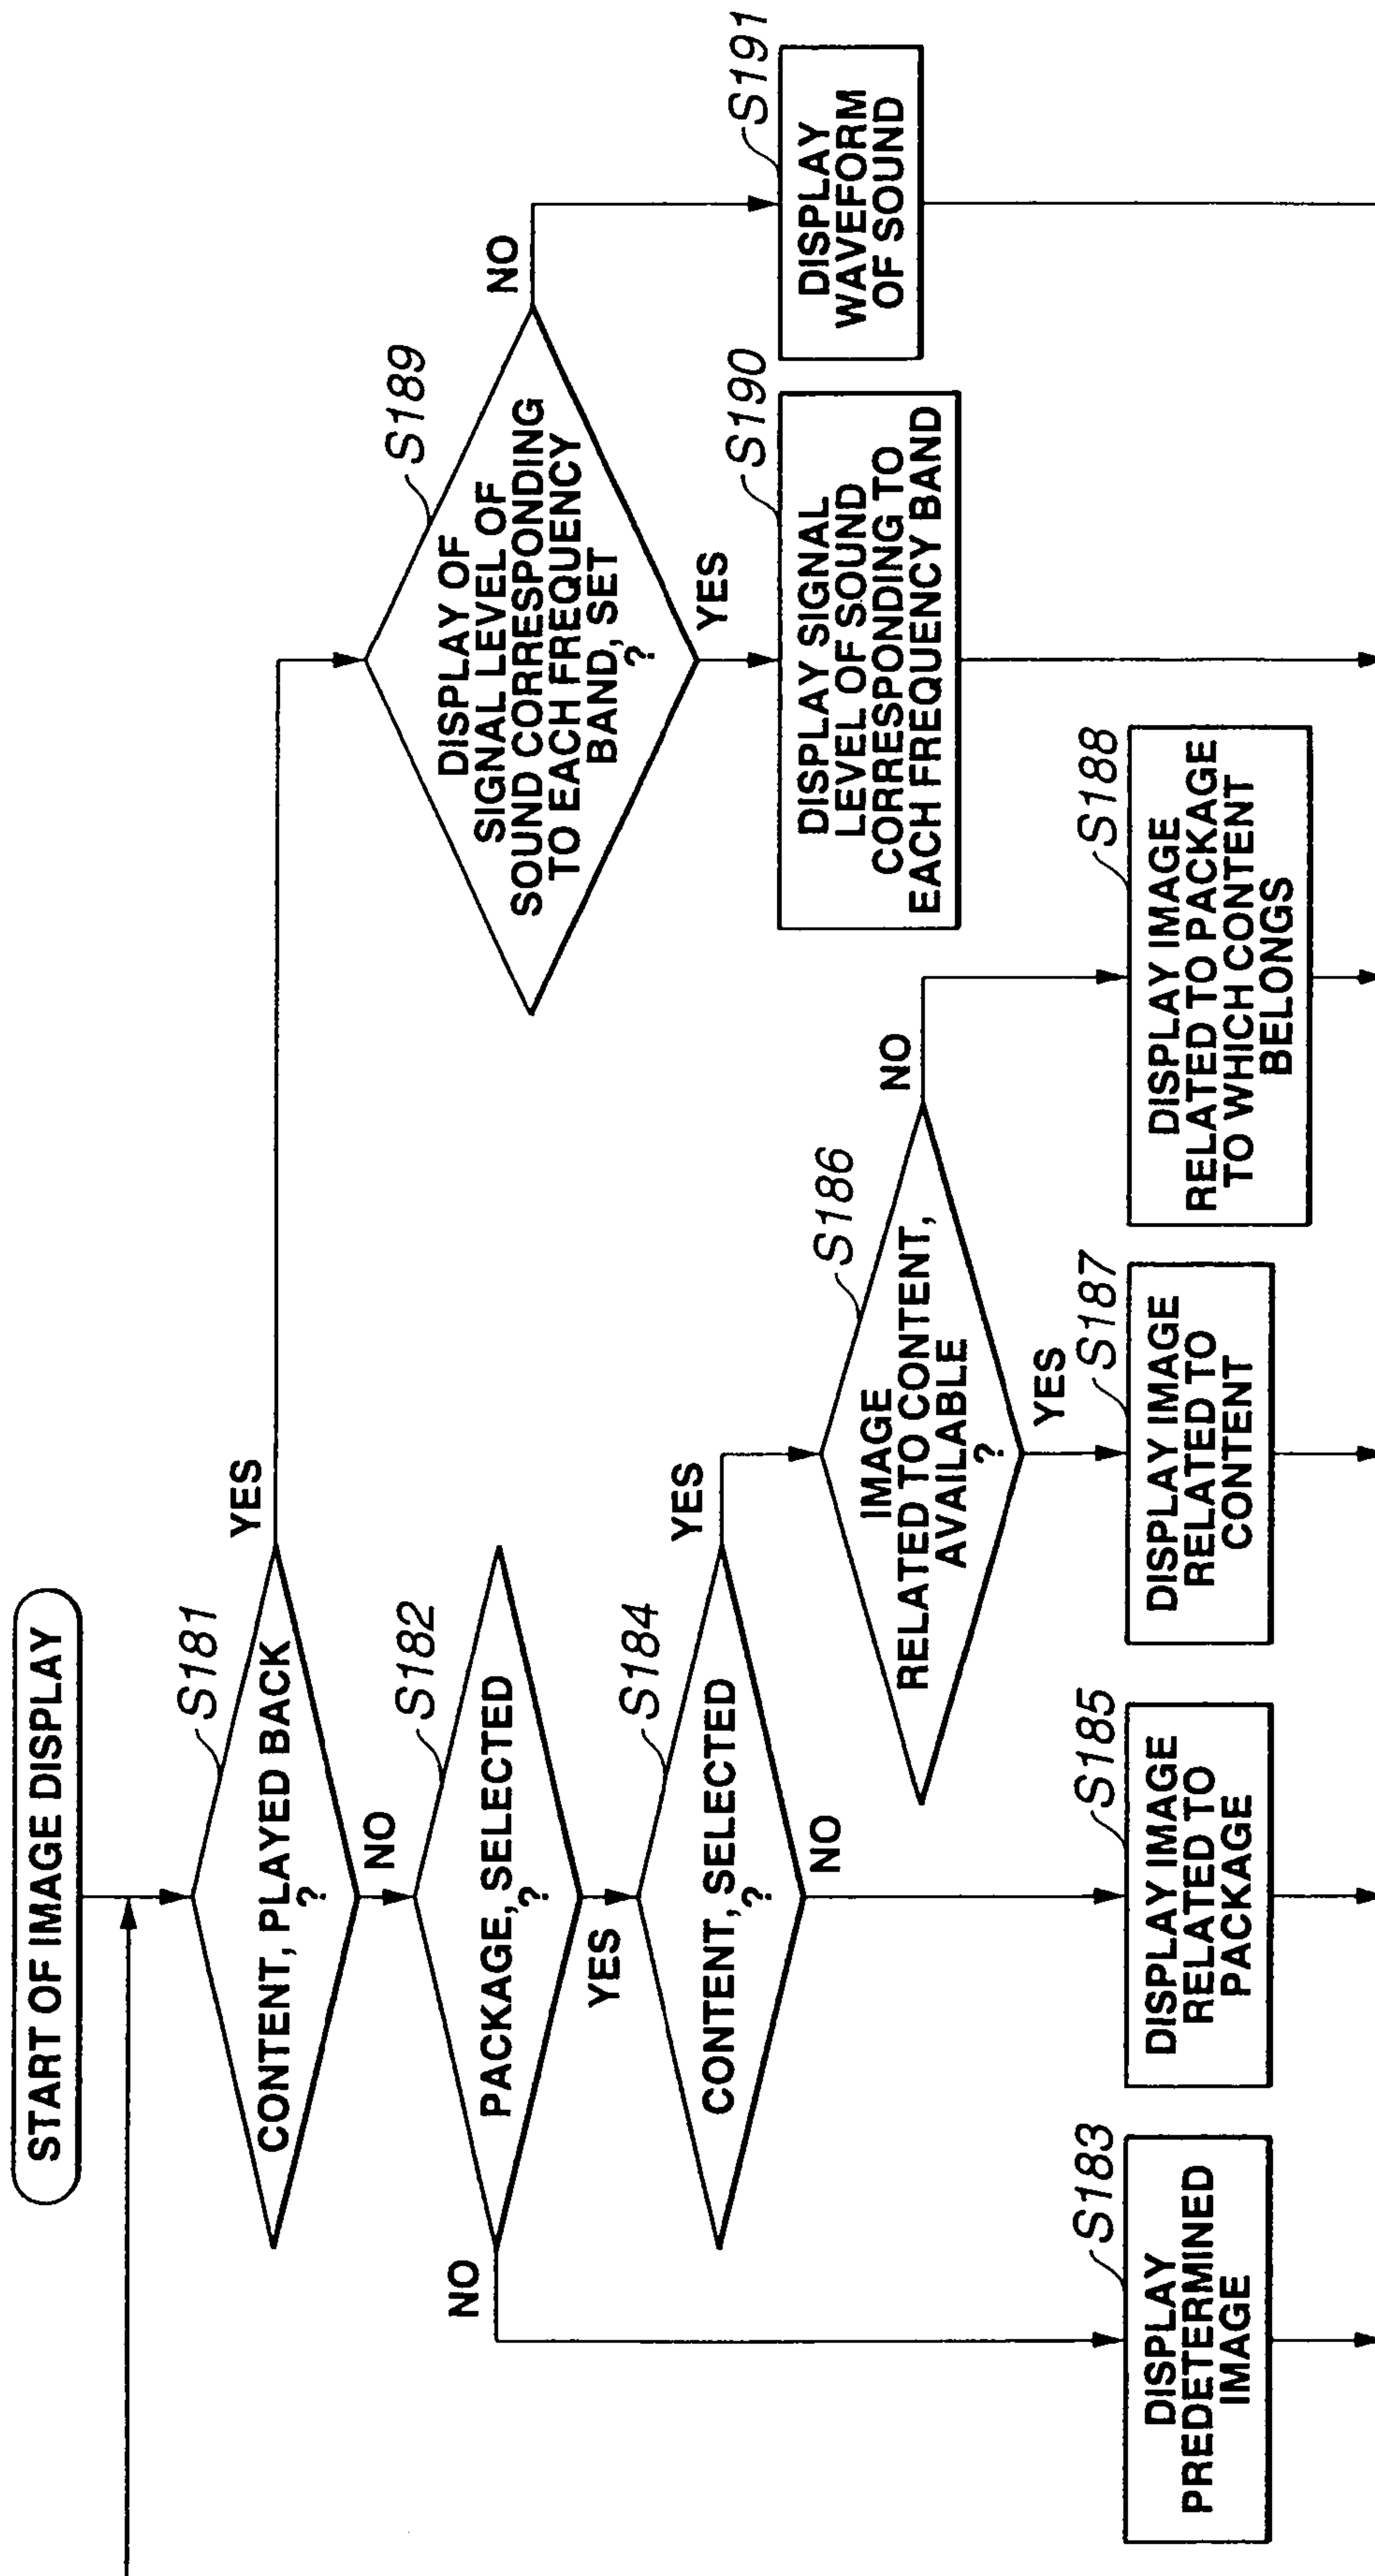 START OF IMAGE DISPLAY
S181
CONTENT, PLAYED BACK
?
YES
NO
S182
PACKAGE, SELECTED
?
NO
YES
S184
CONTENT, SELECTED
?
YES
NO
S186
IMAGE
RELATED TO CONTENT,
AVAILABLE
?
NO
YES
S189
DISPLAY OF
SIGNAL LEVEL OF
SOUND CORRESPONDING
TO EACH FREQUENCY
BAND, SET
?
NO
YES
S183
DISPLAY
PREDETERMINED
IMAGE
S185
DISPLAY IMAGE
RELATED TO
PACKAGE
S187
DISPLAY IMAGE
RELATED TO
CONTENT
S188
DISPLAY IMAGE
RELATED TO PACKAGE
TO WHICH CONTENT
BELONGS
S190
DISPLAY SIGNAL
LEVEL OF SOUND
CORRESPONDING TO
EACH FREQUENCY BAND
S191
DISPLAY
WAVEFORM
OF SOUND